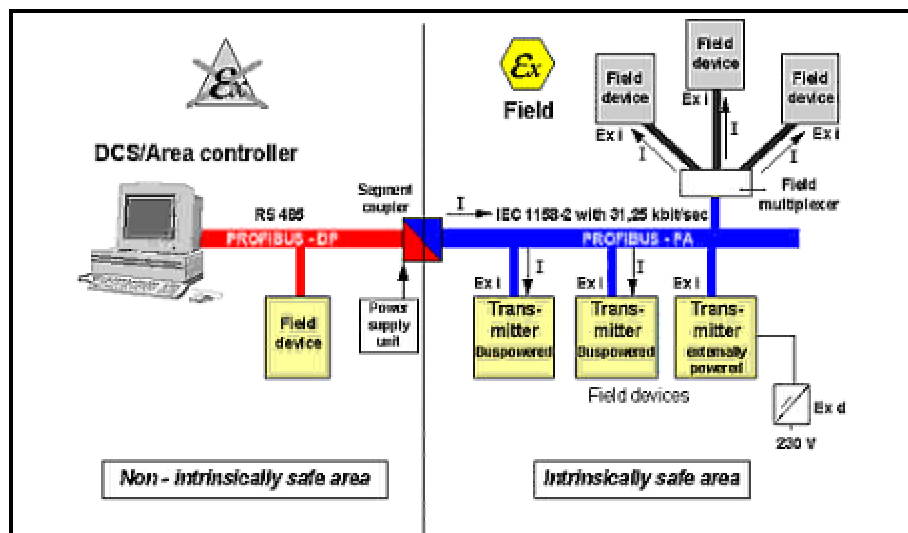 Ex
DCS/Area controller
RS 485
PROFIBUS - DP
Segment
coupler
Field
device
Power
supply
unit
Non - intrinsically safe area
Ex
Field
Field
device
Field
device
Field
device
Ex i
Ex i
Ex i
I
I
I
Field
multiplexer
I
IEC 1158-2 with 31,25 kbit/sec
PROFIBUS - PA
Ex i
I
Ex i
I
Ex i
Trans-
mitter
Buspowered
Trans-
mitter
Buspowered
Trans-
mitter
externally
powered
Field devices
Ex d
230 V
Intrinsically safe area